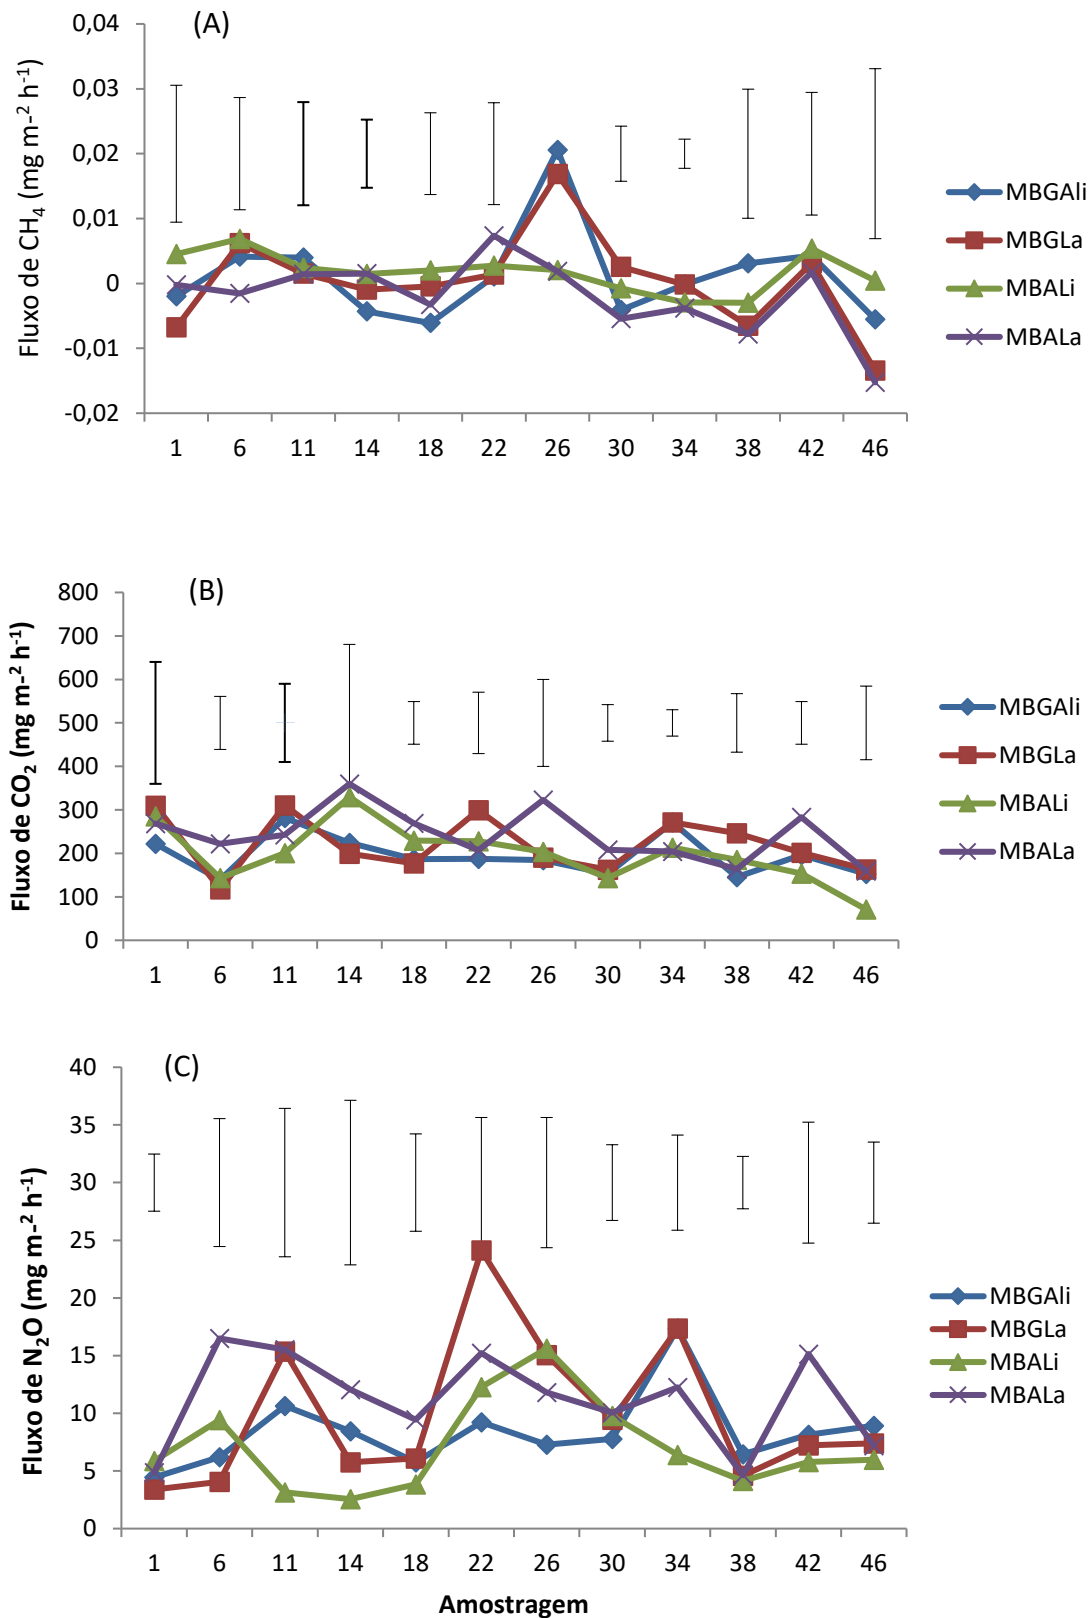 (A)
Fluxo de CH₄ (mg m-² h⁻¹)
0,04
0,03
0,02
0,01
0
-0,01
-0,02
1 6 11 14 18 22 26 30 34 38 42 46
MBGAli
MBGLa
MBALi
MBALa
(B)
Fluxo de CO₂ (mg m-² h⁻¹)
800
700
600
500
400
300
200
100
0
1 6 11 14 18 22 26 30 34 38 42 46
MBGAli
MBGLa
MBALi
MBALa
(C)
Fluxo de N₂O (mg m-² h⁻¹)
40
35
30
25
20
15
10
5
0
1 6 11 14 18 22 26 30 34 38 42 46
Amostragem
MBGAli
MBGLa
MBALi
MBALa